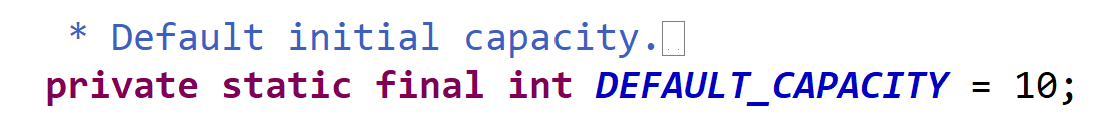 * Default initial capacity.
private static final int DEFAULT_CAPACITY = 10;